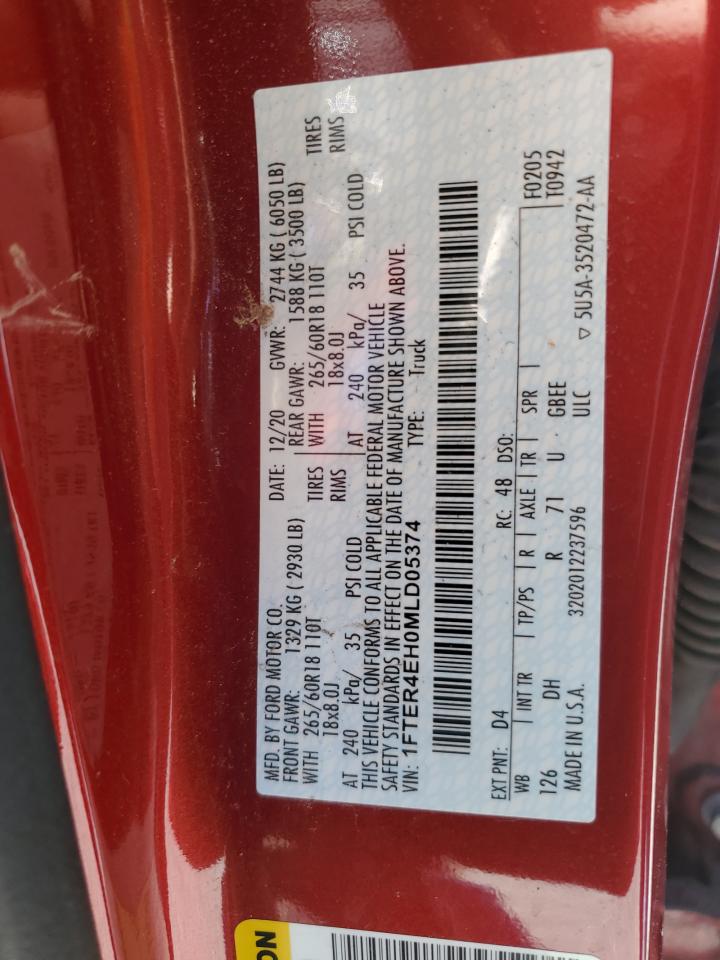 MFD. BY FORD MOTOR CO. DATE: 12/20 GVWR: 2744 KG ( 6050 LB)
FRONT GAWR: 1329 KG ( 2930 LB) REAR GAWR: 1588 KG ( 3500 LB)
WITH 265/60R18 110T TIRES WITH 265/60R18 110T TIRES
18x8.0J RIMS 18x8.0J RIMS
AT 240 kPa/ 35 PSI COLD AT 240 kPa/ 35 PSI COLD
THIS VEHICLE CONFORMS TO ALL APPLICABLE FEDERAL MOTOR VEHICLE
SAFETY STANDARDS IN EFFECT ON THE DATE OF MANUFACTURE SHOWN ABOVE.
VIN: 1FTER4EH0MLD05374 TYPE: Truck
EXT PNT: D4 RC: 48 DSO: F0205
WB INT TR TP/PS R AXLE TR SPR T0942
126 DH R 71 U GBEE
MADE IN U.S.A. 3202012237596 ULC ▽ 5U5A-3520472-AA
ON